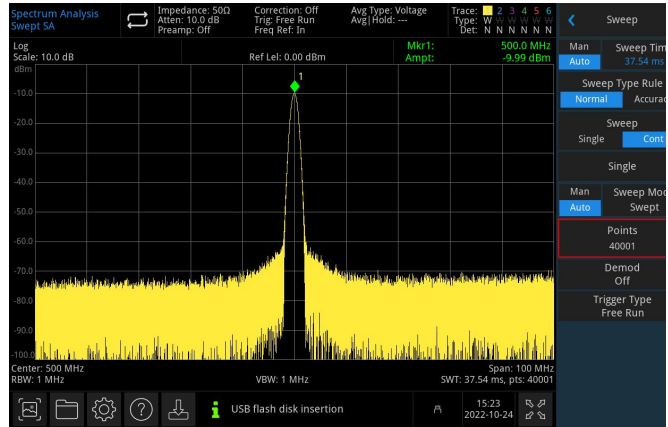 Spectrum Analysis
Swept SA
Impedance: 50Ω
Atten: 10.0 dB
Preamp: Off
Correction: Off
Trig: Free Run
Freq Ref: In
Avg Type: Voltage
Avg|Hold: ---
Trace: 1 2 3 4 5 6
Type: W W W W W W
Det: N N N N N N
Log
Scale: 10.0 dB
Ref Lel: 0.00 dBm
Mkr1: 500.0 MHz
Ampt: -9.99 dBm
dBm
1
-10.0
-20.0
-30.0
-40.0
-50.0
-60.0
-70.0
-80.0
-90.0
-100.0
Center: 500 MHz
Span: 100 MHz
RBW: 1 MHz
VBW: 1 MHz
SWT: 37.54 ms, pts: 40001
USB flash disk insertion
15:23
2022-10-24
Sweep
Man Sweep Tim
Auto 37.54 ms
Sweep Type Rule
Normal Accurac
Sweep
Single Cont
Single
Man Sweep Mod
Auto Swept
Points
40001
Demod
Off
Trigger Type
Free Run